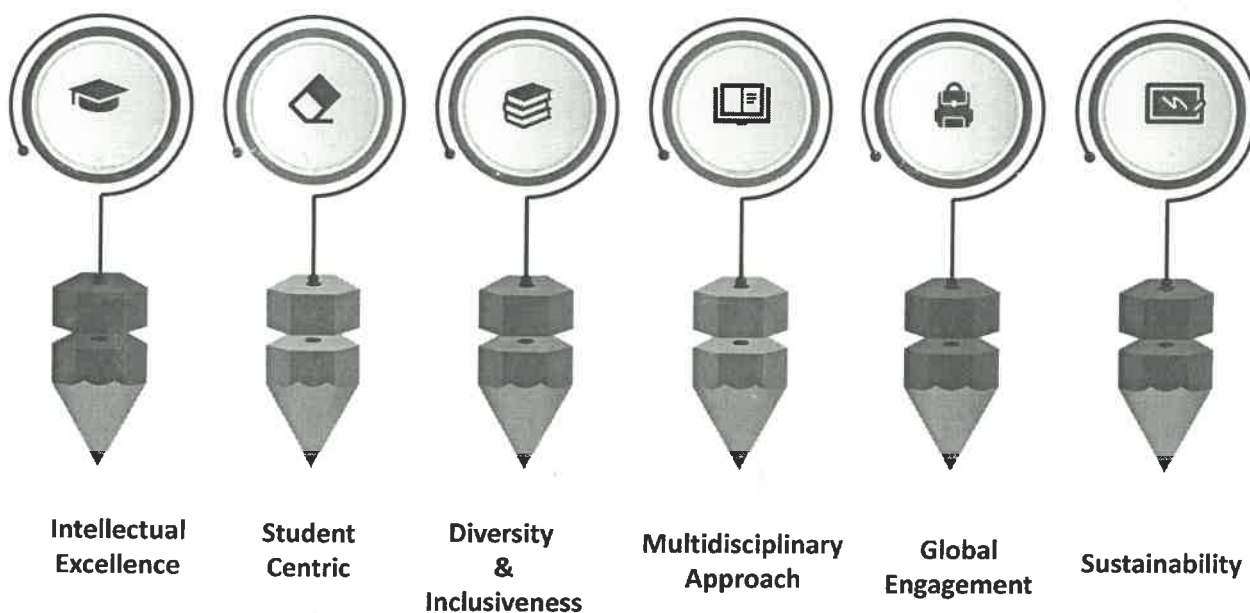 Intellectual
Excellence
Student
Centric
Diversity
&
Inclusiveness
Multidisciplinary
Approach
Global
Engagement
Sustainability